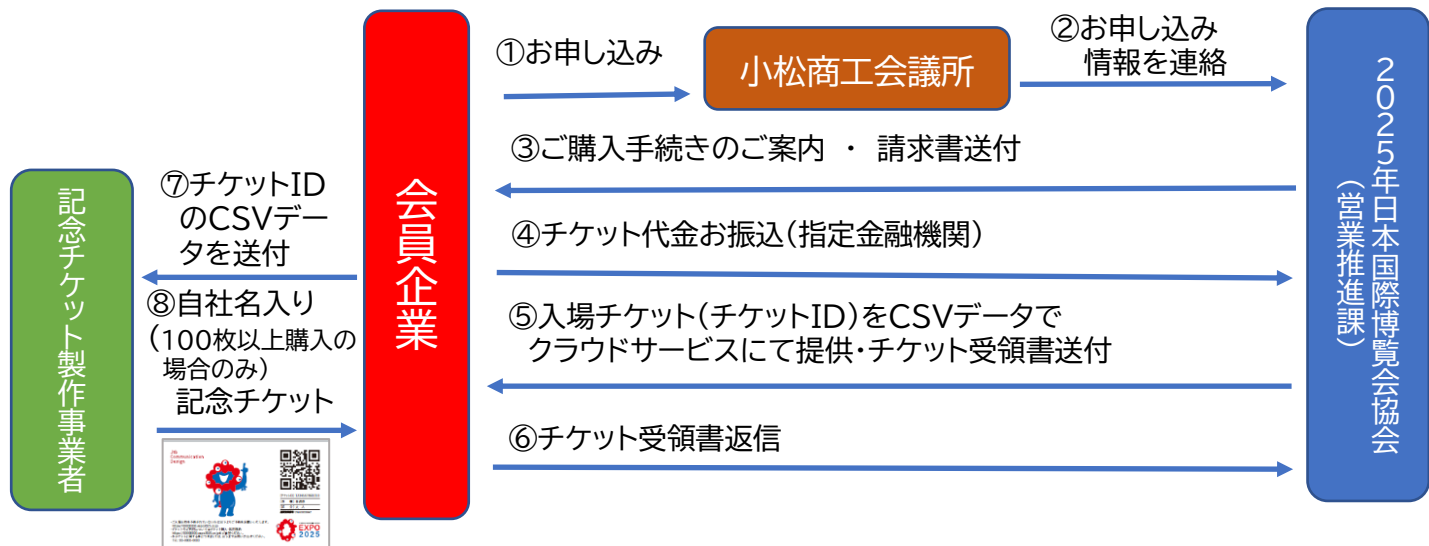 ①お申し込み
小松商工会議所
②お申し込み
情報を連絡
2025年日本国際博覧会協会
(営業推進課)
③ご購入手続きのご案内 ・ 請求書送付
④チケット代金お振込(指定金融機関)
⑤入場チケット(チケットID)をCSVデータで
クラウドサービスにて提供・チケット受領書送付
⑥チケット受領書返信
会員企業
⑦チケットID
のCSVデー
タを送付
⑧自社名入り
(100枚以上購入の
場合のみ)
記念チケット
記念チケット製作事業者
EXPO
2025